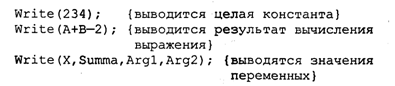 Write(234); {выводится целая константа}
Write(A+B—2); {выводится результат вычисления
выражения}
Write(X,Summa,Arg1,Arg2); {выводятся значения
переменных}